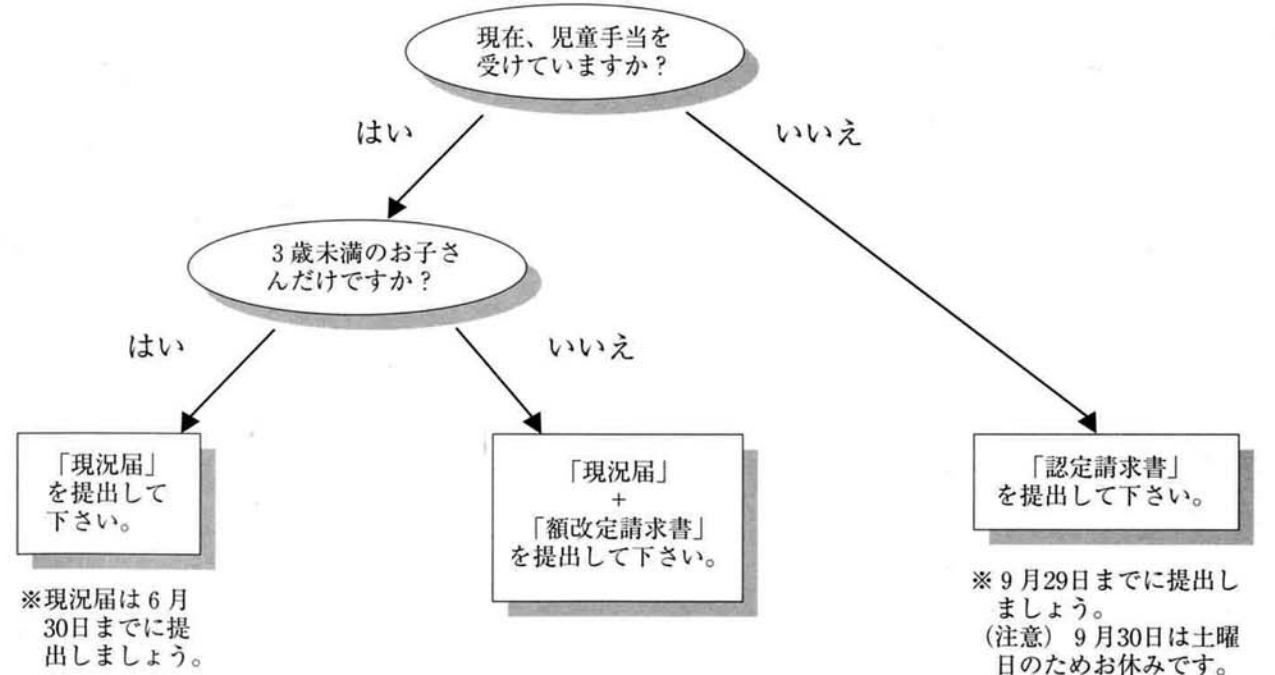 現在、児童手当を
受けていますか？
はい
いいえ
3歳未満のお子さ
んだけですか？
はい
いいえ
「現況届」
を提出して
下さい。
※現況届は6月
30日までに提
出しましょう。
「現況届」
+
「額改定請求書」
を提出して下さい。
「認定請求書」
を提出して下さい。
※9月29日までに提出し
ましょう。
(注意) 9月30日は土曜
日のためお休みです。